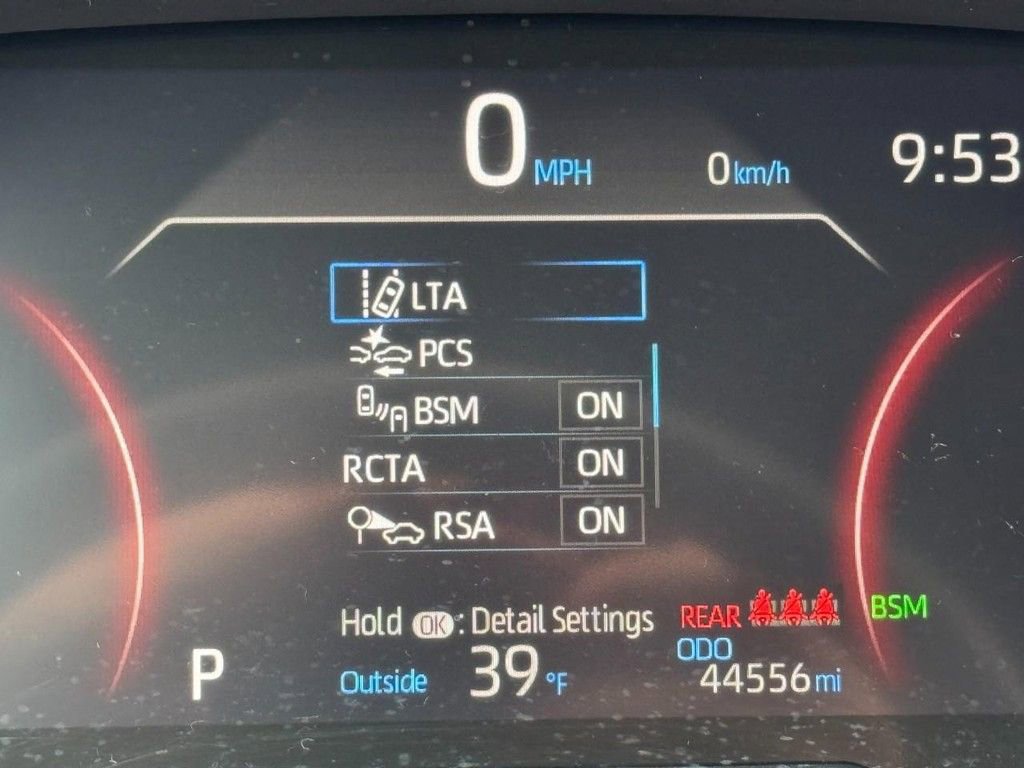 0 MPH 0 km/h 9:53
LTA
PCS
BSM ON
RCTA ON
RSA ON
Hold OK : Detail Settings
REAR BSM
ODO
P Outside 39 °F 44556 mi